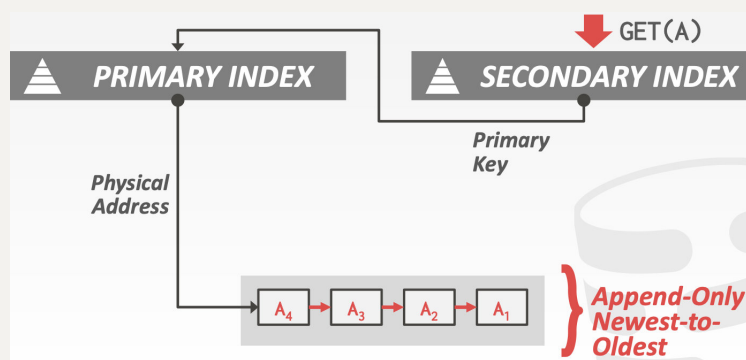 GET(A)
PRIMARY INDEX
SECONDARY INDEX
Primary
Key
Physical
Address
A₄
A₃
A₂
A₁
Append-Only
Newest-to-
Oldest